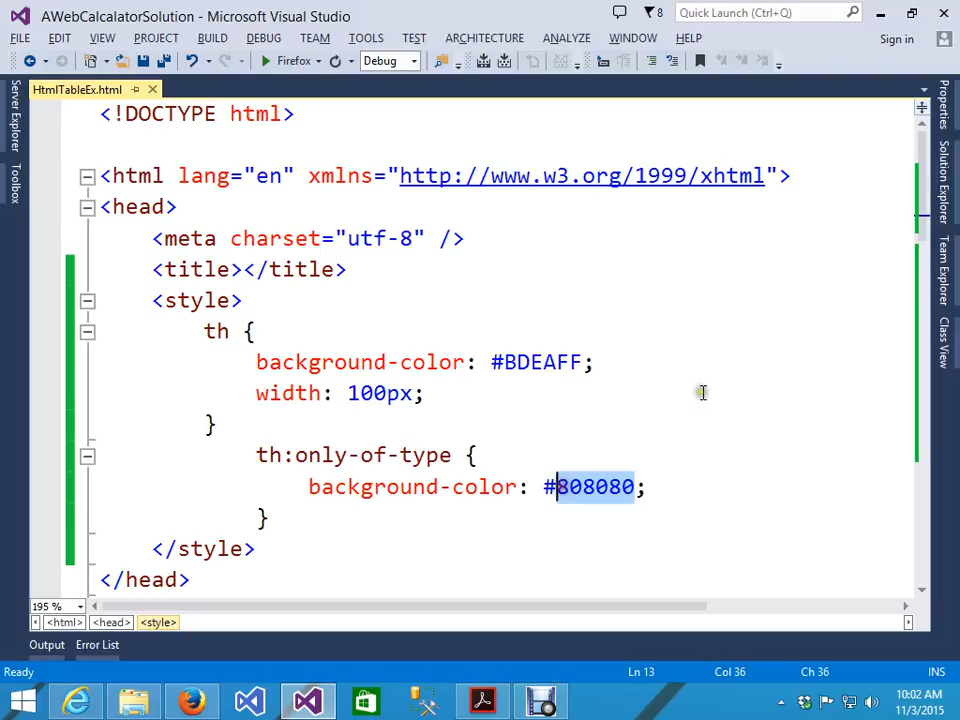 AWebCalcalatorSolution - Microsoft Visual Studio
8
Quick Launch (Ctrl+Q)
FILE EDIT VIEW PROJECT BUILD DEBUG TEAM TOOLS TEST ARCHITECTURE ANALYZE WINDOW HELP
Sign in
Firefox
Debug
Server Explorer
Toolbox
HtmlTableEx.html
<!DOCTYPE html>
<html lang="en" xmlns="http://www.w3.org/1999/xhtml">
<head>
<meta charset="utf-8" />
<title></title>
<style>
th {
background-color: #BDEAFF;
width: 100px;
}
th:only-of-type {
background-color: #808080;
}
</style>
</head>
Properties
Solution Explorer
Team Explorer
Class View
195 %
<html> <head> <style>
Output Error List
Ready
Ln 13
Col 36
Ch 36
INS
10:02 AM
11/3/2015